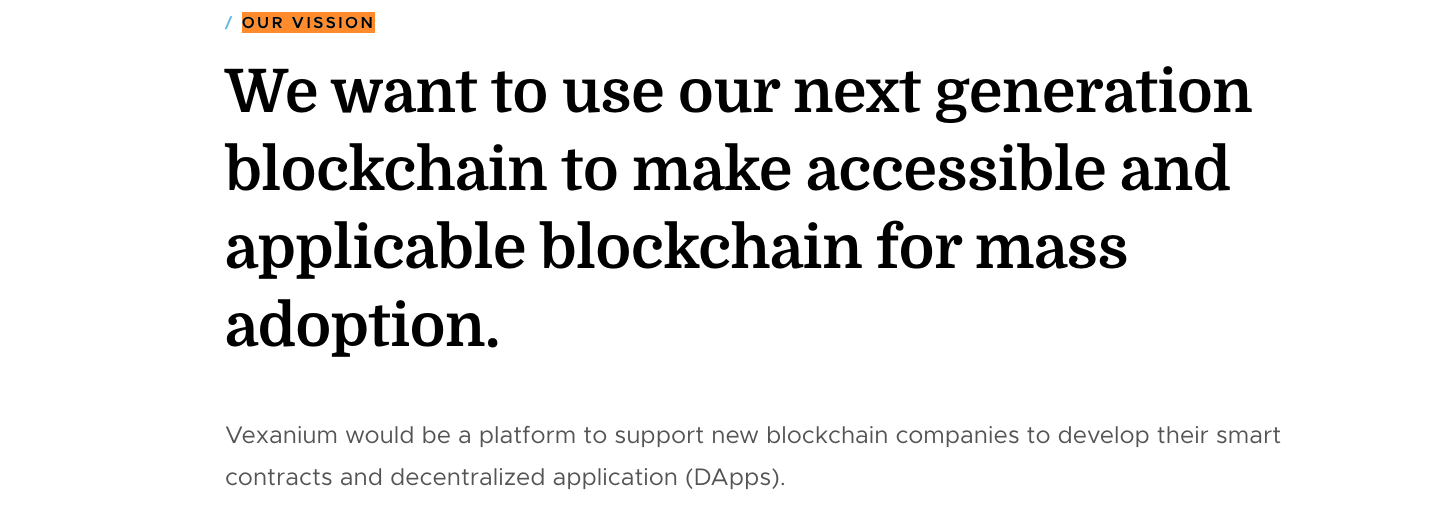 / OUR VISSION
We want to use our next generation
blockchain to make accessible and
applicable blockchain for mass
adoption.
Vexanium would be a platform to support new blockchain companies to develop their smart
contracts and decentralized application (DApps).